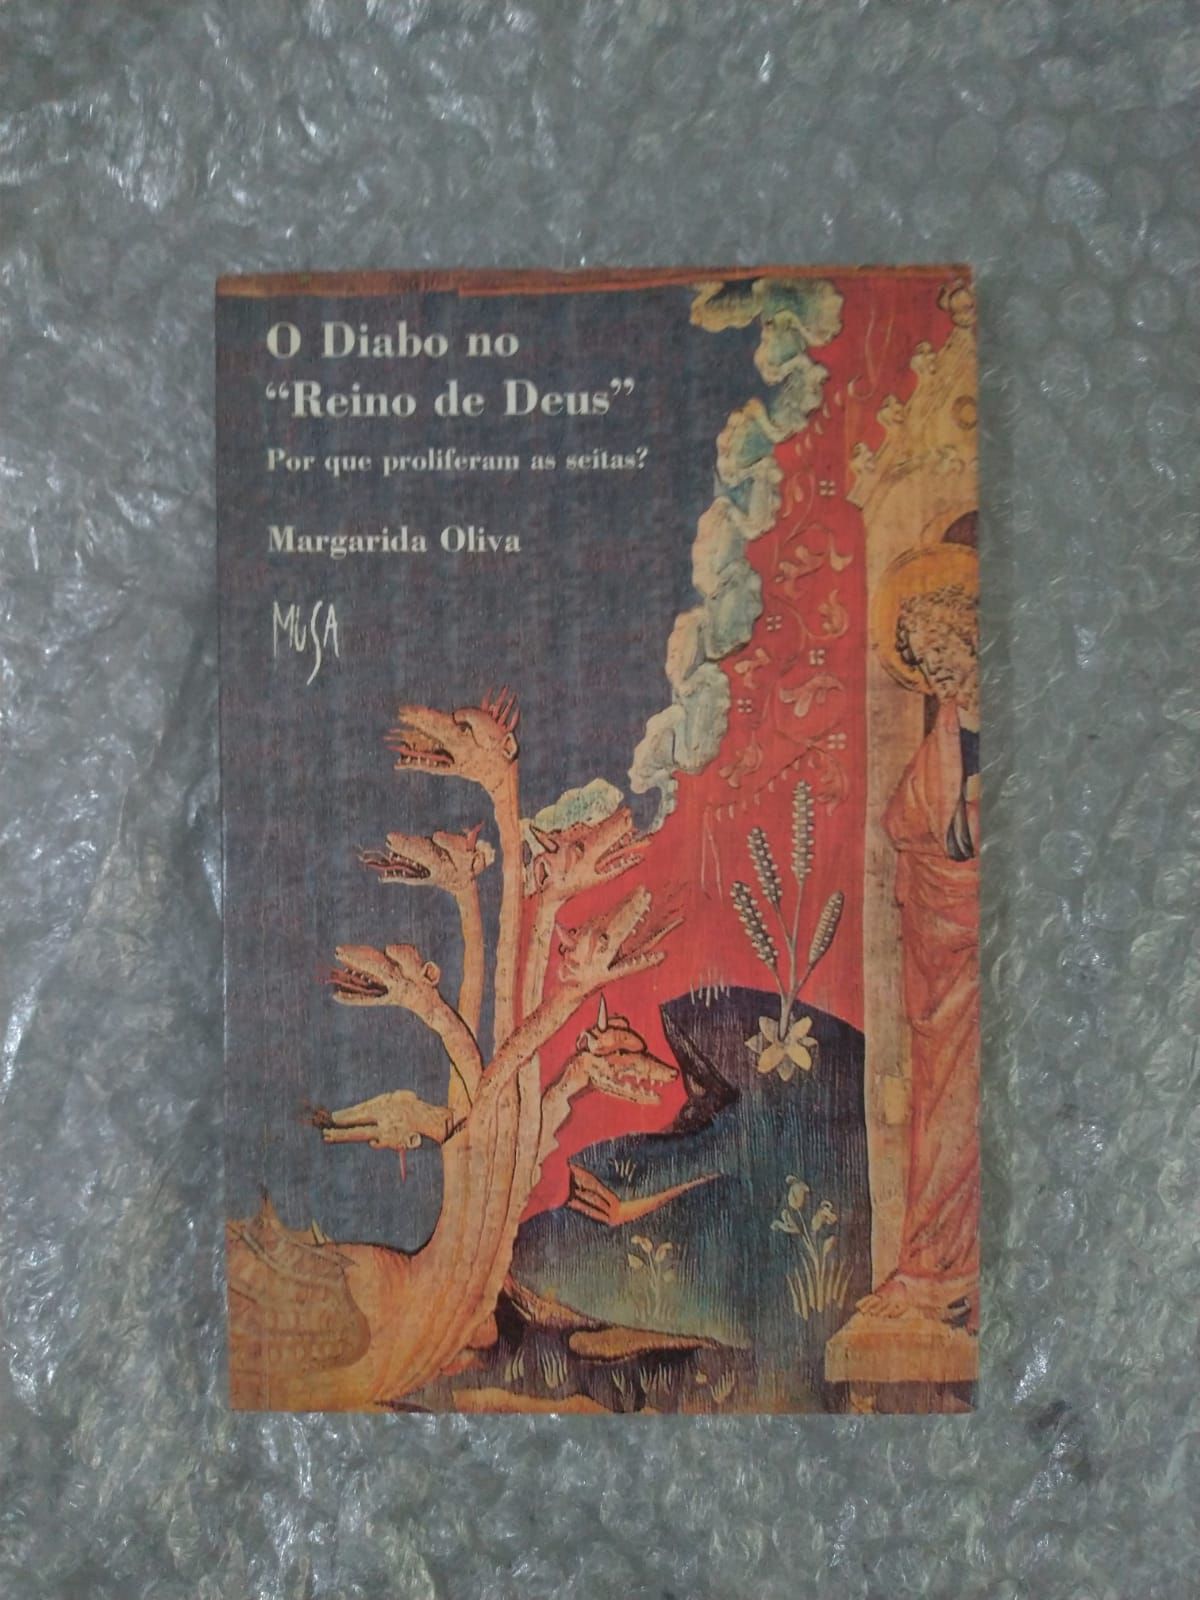 O Diabo no
“Reino de Deus”
Por que proliferam as seitas?
Margarida Oliva
MUSA